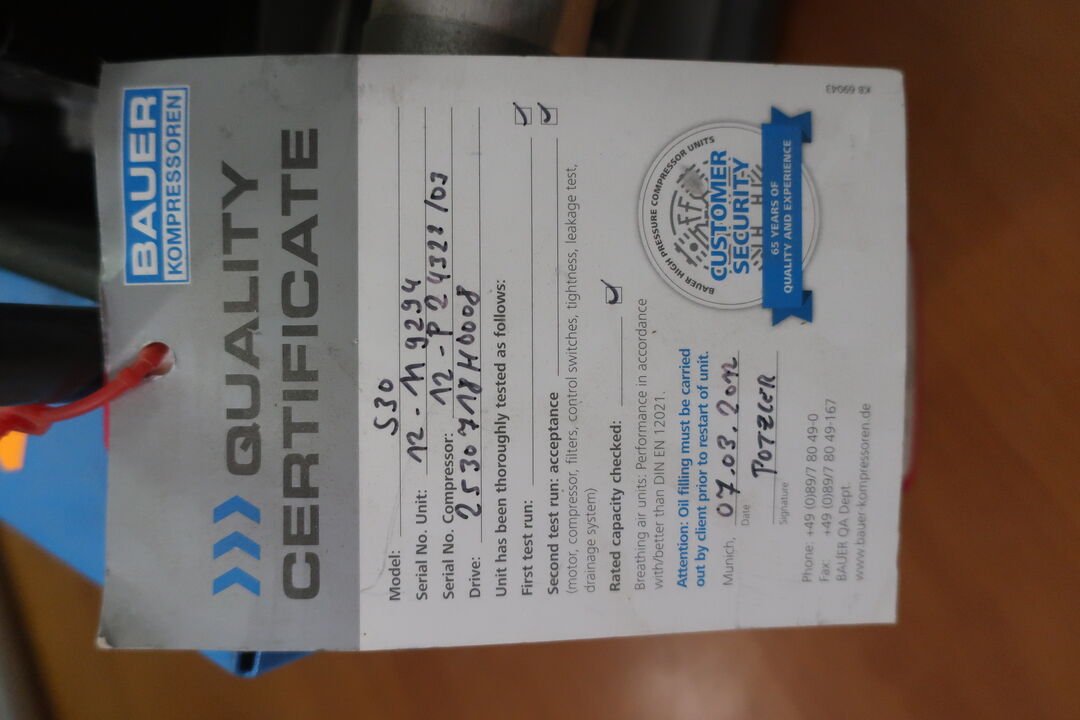 BAUER
KOMPRESSOREN
QUALITY
CERTIFICATE
Model: S30
Serial No. Unit: 12-11 9294
Serial No. Compressor: 12-P24328/03
Drive: 2530718H0008
Unit has been thoroughly tested as follows:
First test run:
Second test run: acceptance
(motor, compressor, filters, control switches, tightness, leakage test,
drainage system)
Rated capacity checked:
Breathing air units. Performance in accordance
with/better than DIN EN 12021.
Attention: Oil filling must be carried
out by client prior to restart of unit.
Munich, 07.03.2012
Date
POTZLER
Signature
Phone: +49 (0)89/7 80 49-0
Fax: +49 (0)89/7 80 49-167
BAUER QA Dept.
www.bauer-kompressoren.de
BAUER HIGH PRESSURE COMPRESSOR UNITS
BAUER
CUSTOMER
SECURITY
65 YEARS OF
QUALITY AND EXPERIENCE
KB 69043